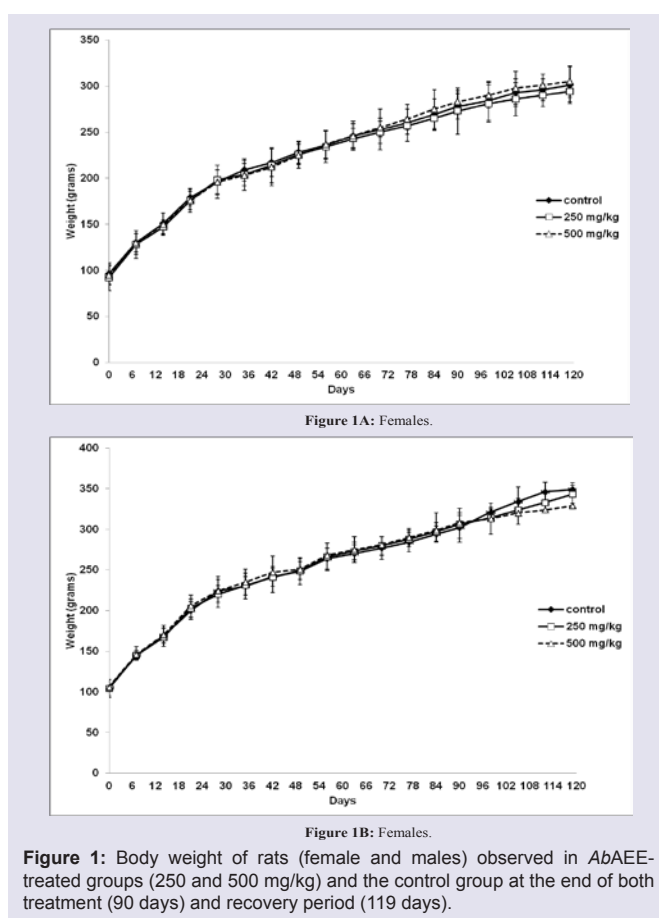 350
300
250
200
150
100
50
0
Weight (grams)
control
250 mg/kg
500 mg/kg
0 6 12 18 24 30 36 42 48 54 60 66 72 78 84 90 96 102 108 114 120
Days
Figure 1A: Females.
400
350
300
250
200
150
100
50
0
Weight (grams)
control
250 mg/kg
500 mg/kg
0 6 12 18 24 30 36 42 48 54 60 66 72 78 84 90 96 102 108 114 120
Days
Figure 1B: Females.
Figure 1: Body weight of rats (female and males) observed in AbAEE-
treated groups (250 and 500 mg/kg) and the control group at the end of both
treatment (90 days) and recovery period (119 days).